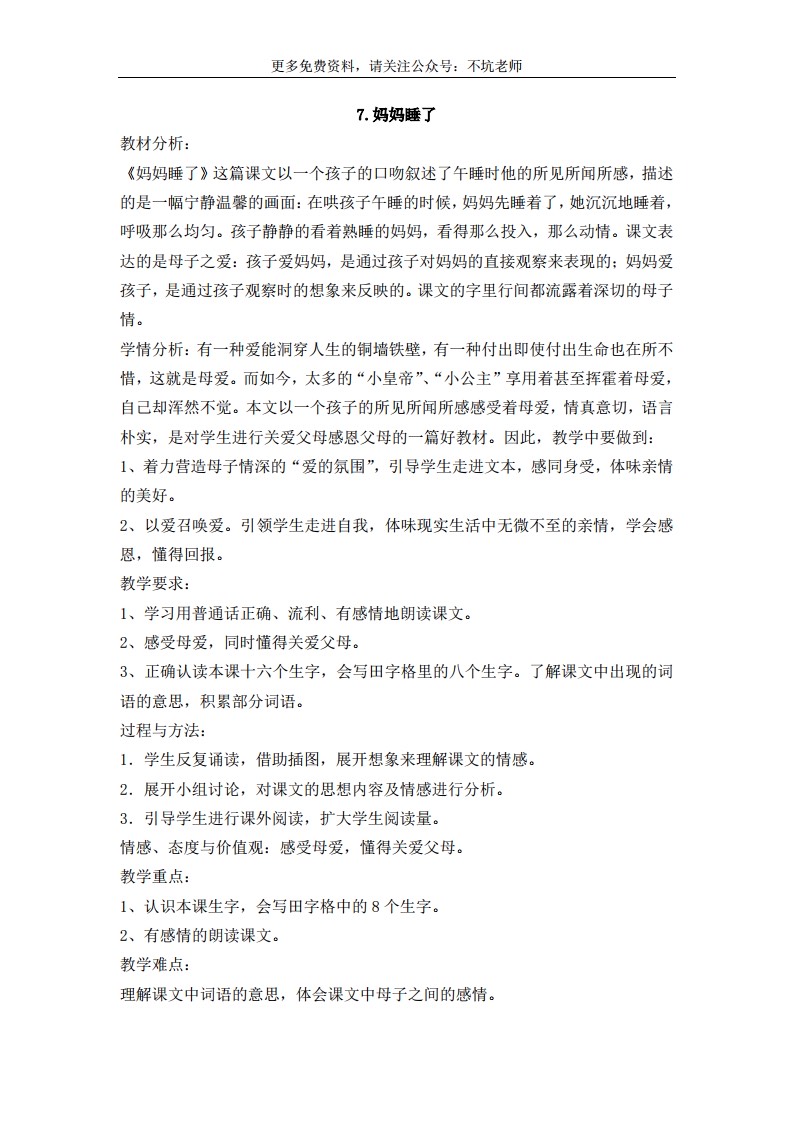 更多免费资料，请关注公众号：不坑老师
7.妈妈睡了
教材分析：
《妈妈睡了》这篇课文以一个孩子的口吻叙述了午睡时他的所见所闻所感，描述
的是一幅宁静温馨的画面：在哄孩子午睡的时候，妈妈先睡着了，她沉沉地睡着，
呼吸那么均匀。孩子静静的看着熟睡的妈妈，看得那么投入，那么动情。课文表
达的是母子之爱：孩子爱妈妈，是通过孩子对妈妈的直接观察来表现的；妈妈爱
孩子，是通过孩子观察时的想象来反映的。课文的字里行间都流露着深切的母子
情。
学情分析：有一种爱能洞穿人生的铜墙铁壁，有一种付出即使付出生命也在所不
惜，这就是母爱。而如今，太多的“小皇帝”、“小公主”享用着甚至挥霍着母爱，
自己却浑然不觉。本文以一个孩子的所见所闻所感感受着母爱，情真意切，语言
朴实，是对学生进行关爱父母感恩父母的一篇好教材。因此，教学中要做到：
1、着力营造母子情深的“爱的氛围”，引导学生走进文本，感同身受，体味亲情
的美好。
2、以爱召唤爱。引领学生走进自我，体味现实生活中无微不至的亲情，学会感
恩，懂得回报。
教学要求：
1、学习用普通话正确、流利、有感情地朗读课文。
2、感受母爱，同时懂得关爱父母。
3、正确认读本课十六个生字，会写田字格里的八个生字。了解课文中出现的词
语的意思，积累部分词语。
过程与方法：
1．学生反复诵读，借助插图，展开想象来理解课文的情感。
2．展开小组讨论，对课文的思想内容及情感进行分析。
3．引导学生进行课外阅读，扩大学生阅读量。
情感、态度与价值观：感受母爱，懂得关爱父母。
教学重点：
1、认识本课生字，会写田字格中的 8 个生字。
2、有感情的朗读课文。
教学难点：
理解课文中词语的意思，体会课文中母子之间的感情。